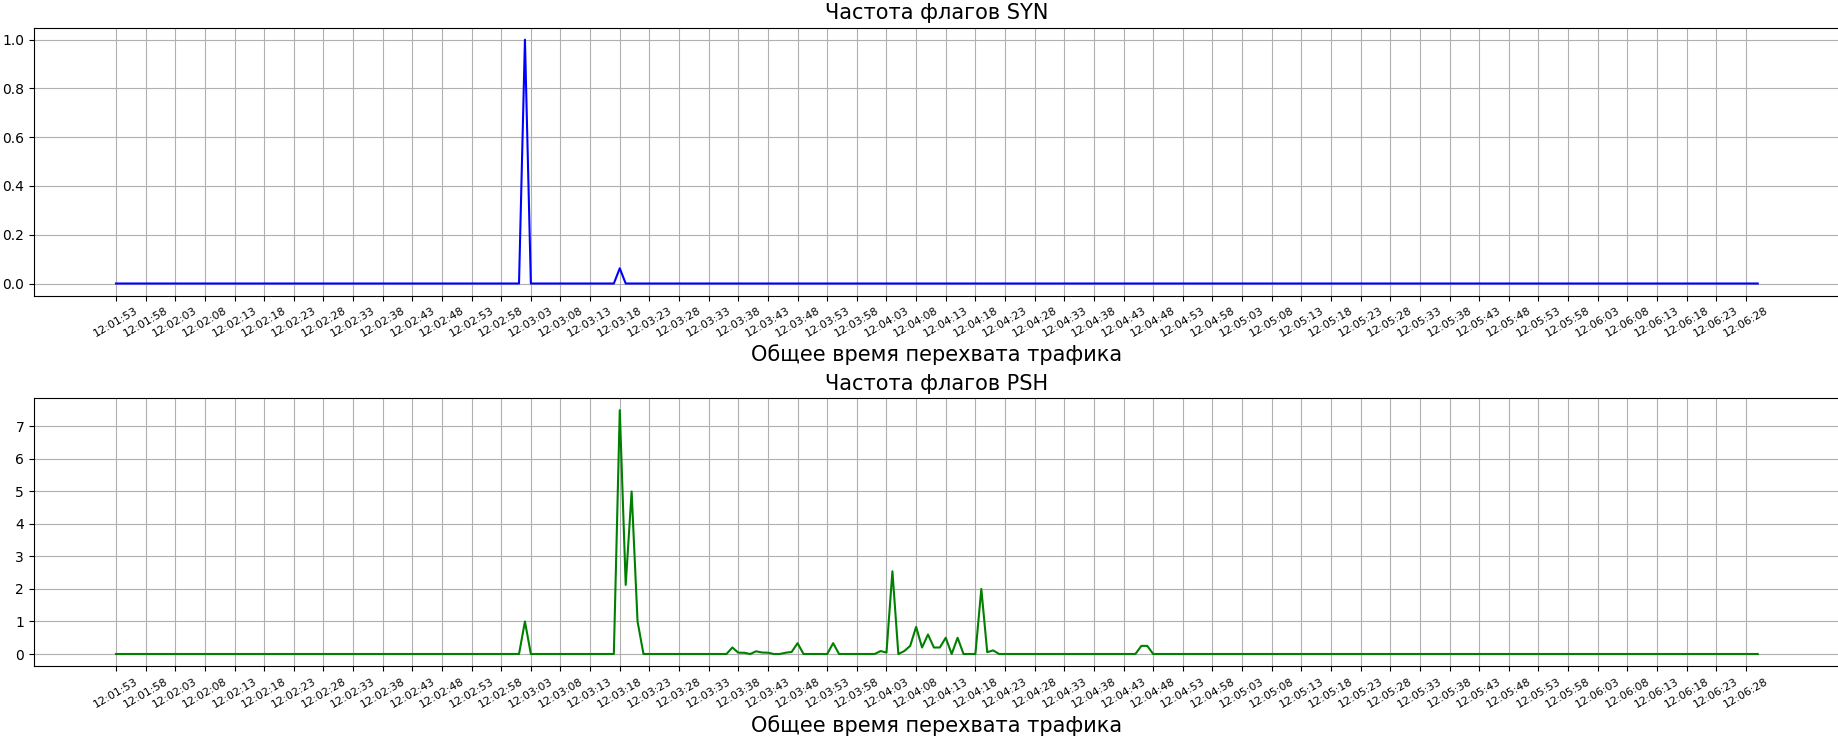 Частота флагов SYN
1.0
0.8
0.6
0.4
0.2
0.0
12:01:53 12:01:58 12:02:03 12:02:08 12:02:13 12:02:18 12:02:23 12:02:28 12:02:33 12:02:38 12:02:43 12:02:48 12:02:53 12:02:58 12:03:03 12:03:08 12:03:13 12:03:18 12:03:23 12:03:28 12:03:33 12:03:38 12:03:43 12:03:48 12:03:53 12:03:58 12:04:03 12:04:08 12:04:13 12:04:18 12:04:23 12:04:28 12:04:33 12:04:38 12:04:43 12:04:48 12:04:53 12:04:58 12:05:03 12:05:08 12:05:13 12:05:18 12:05:23 12:05:28 12:05:33 12:05:38 12:05:43 12:05:48 12:05:53 12:05:58 12:06:03 12:06:08 12:06:13 12:06:18 12:06:23 12:06:28
Общее время перехвата трафика
Частота флагов PSH
7
6
5
4
3
2
1
0
12:01:53 12:01:58 12:02:03 12:02:08 12:02:13 12:02:18 12:02:23 12:02:28 12:02:33 12:02:38 12:02:43 12:02:48 12:02:53 12:02:58 12:03:03 12:03:08 12:03:13 12:03:18 12:03:23 12:03:28 12:03:33 12:03:38 12:03:43 12:03:48 12:03:53 12:03:58 12:04:03 12:04:08 12:04:13 12:04:18 12:04:23 12:04:28 12:04:33 12:04:38 12:04:43 12:04:48 12:04:53 12:04:58 12:05:03 12:05:08 12:05:13 12:05:18 12:05:23 12:05:28 12:05:33 12:05:38 12:05:43 12:05:48 12:05:53 12:05:58 12:06:03 12:06:08 12:06:13 12:06:18 12:06:23 12:06:28
Общее время перехвата трафика